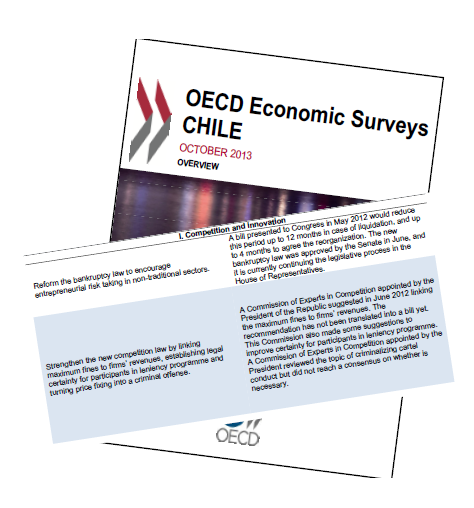 OECD Economic Surveys
CHILE
OCTOBER 2013
OVERVIEW
I. Competition and Innovation
Reform the bankruptcy law to encourage
entrepreneurial risk taking in non-traditional sectors.
A bill presented to Congress in May 2012 would reduce
this period up to 12 months in case of liquidation, and up
to 4 months to agree the reorganization. The new
bankruptcy law was approved by the Senate in June, and
it is currently continuing the legislative process in the
House of Representatives.
Strengthen the new competition law by linking
maximum fines to firms' revenues, establishing legal
certainty for participants in leniency programme and
turning price fixing into a criminal offense.
A Commission of Experts in Competition appointed by the
President of the Republic suggested in June 2012 linking
the maximum fines to firms' revenues. The
recommendation has not been translated into a bill yet.
This Commission also made some suggestions to
improve certainty for participants in leniency programme.
A Commission of Experts in Competition appointed by the
President reviewed the topic of criminalizing cartel
conduct but did not reach a consensus on whether is
necessary.
OECD